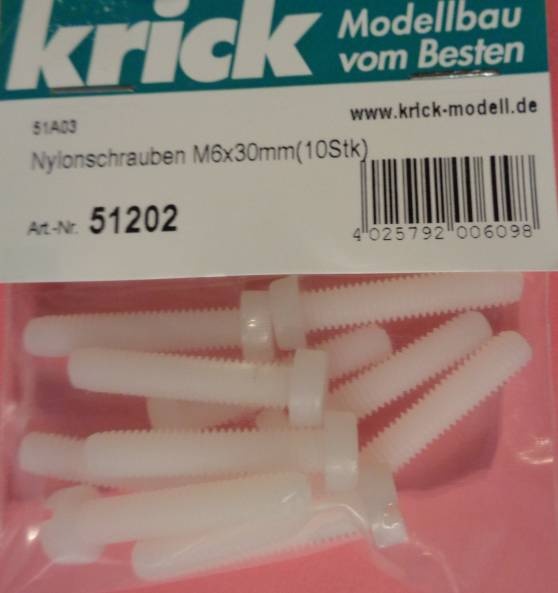 krick
Modellbau
vom Besten
www.krick-modell.de
51A03
Nylonschrauben M6x30mm(10Stk)
Art.-Nr. 51202
4 025792 006098